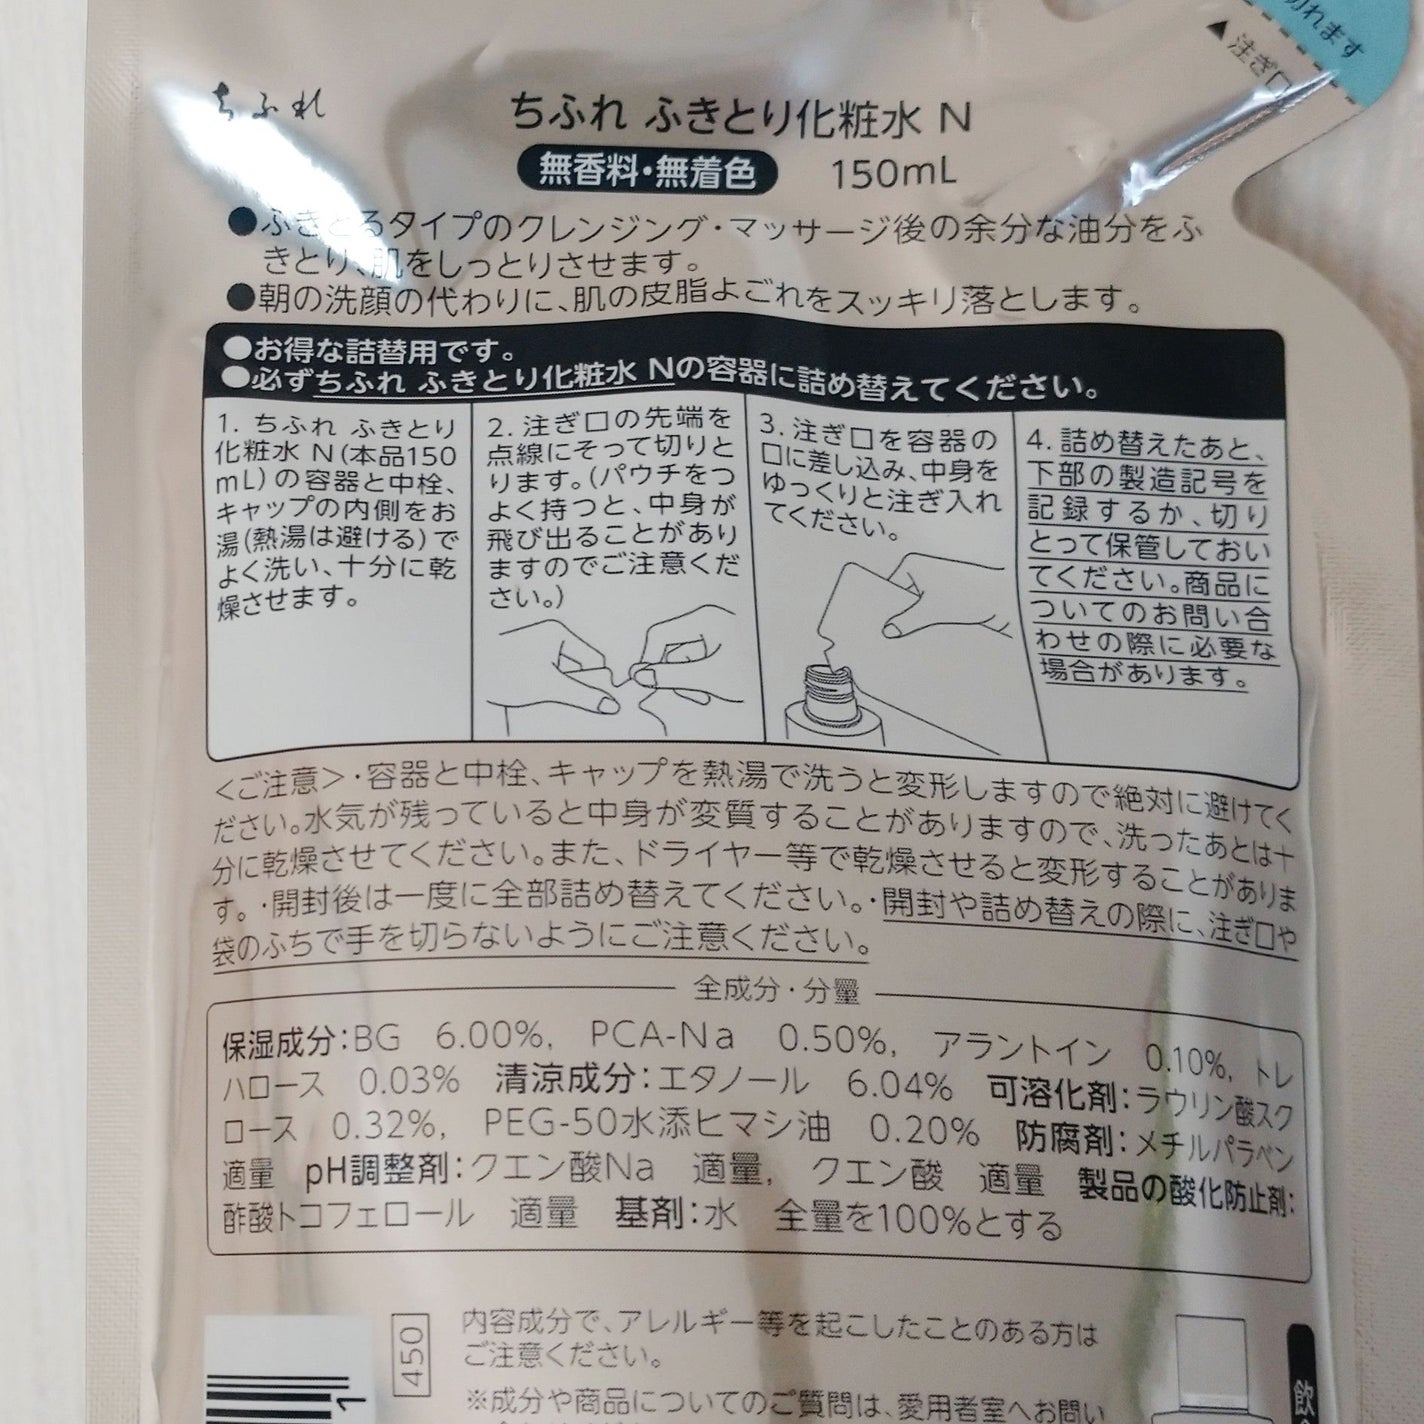 切れます
▲注ぎ口
ちふれ
ちふれ ふきとり化粧水 N
無香料・無着色 150mL
●ふきとるタイプのクレンジング・マッサージ後の余分な油分をふ
きとり、肌をしっとりさせます。
●朝の洗顔の代わりに、肌の皮脂よごれをスッキリ落とします。
●お得な詰替用です。
●必ずちふれ ふきとり化粧水 Nの容器に詰め替えてください。
1. ちふれ ふきとり
化粧水 N(本品150
mL)の容器と中栓、
キャップの内側をお
湯(熱湯は避ける)で
よく洗い、十分に乾
燥させます。
2. 注ぎ口の先端を
点線にそって切りと
ります。(パウチをつ
よく持つと、中身が
飛び出ることがあり
ますのでご注意くだ
さい。)
3. 注ぎ口を容器の
口に差し込み、中身を
ゆっくりと注ぎ入れ
てください。
4. 詰め替えたあと、
下部の製造記号を
記録するか、切り
とって保管しておい
てください。商品に
ついてのお問い合
わせの際に必要な
場合があります。
<ご注意>・容器と中栓、キャップを熱湯で洗うと変形しますので絶対に避けてく
ださい。水気が残っていると中身が変質することがありますので、洗ったあとは十
分に乾燥させてください。また、ドライヤー等で乾燥させると変形することがありま
す。・開封後は一度に全部詰め替えてください。・開封や詰め替えの際に、注ぎ口や
袋のふちで手を切らないようにご注意ください。
全成分・分量
保湿成分:BG 6.00%, PCA-Na 0.50%, アラントイン 0.10%, トレ
ハロース 0.03% 清涼成分:エタノール 6.04% 可溶化剤:ラウリン酸スク
ロース 0.32%, PEG-50水添ヒマシ油 0.20% 防腐剤:メチルパラベン
適量 pH調整剤:クエン酸Na 適量, クエン酸 適量 製品の酸化防止剤:
酢酸トコフェロール 適量 基剤:水 全量を100%とする
450
内容成分で、アレルギー等を起こしたことのある方は
ご注意ください。
※成分や商品についてのご質問は、愛用者室へお問い
1
飲